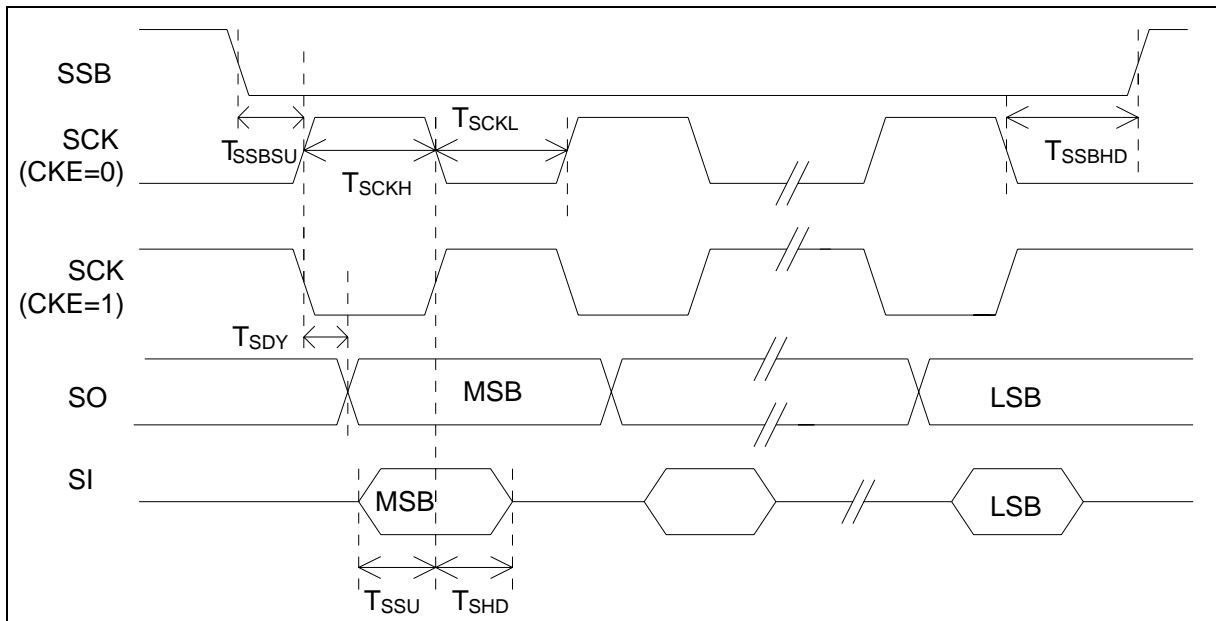 SSB
SCK
(CKE=0)
TSSBSU
TSCKH
TSCKL
TSSBHD
SCK
(CKE=1)
TSDY
SO
MSB
LSB
SI
MSB
LSB
TSSU
TSHD